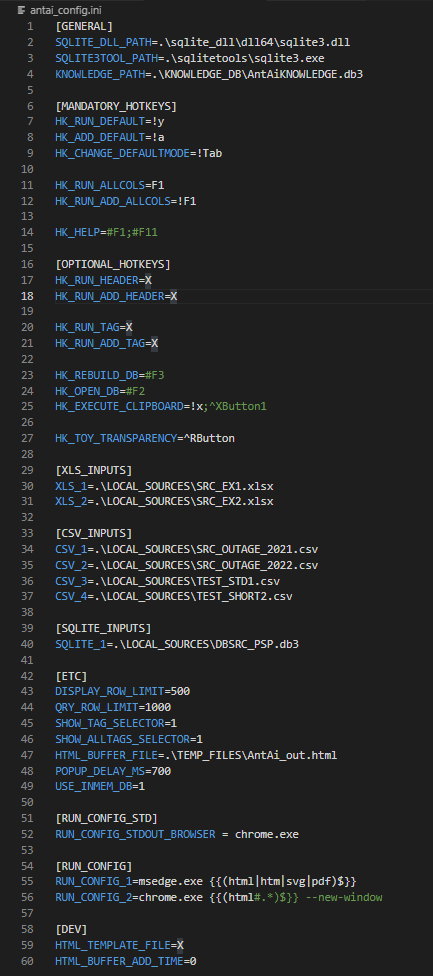 antai_config.ini
1 [GENERAL]
2 SQLITE_DLL_PATH=.\sqlite_dll\dll64\sqlite3.dll
3 SQLITE3TOOL_PATH=.\sqlitetools\sqlite3.exe
4 KNOWLEDGE_PATH=.\KNOWLEDGE_DB\AntAiKNOWLEDGE.db3
5
6 [MANDATORY_HOTKEYS]
7 HK_RUN_DEFAULT=!y
8 HK_ADD_DEFAULT=!a
9 HK_CHANGE_DEFAULTMODE=!Tab
10
11 HK_RUN_ALLCOLS=F1
12 HK_RUN_ADD_ALLCOLS=!F1
13
14 HK_HELP=#F1;#F11
15
16 [OPTIONAL_HOTKEYS]
17 HK_RUN_HEADER=X
18 HK_RUN_ADD_HEADER=X
19
20 HK_RUN_TAG=X
21 HK_RUN_ADD_TAG=X
22
23 HK_REBUILD_DB=#F3
24 HK_OPEN_DB=#F2
25 HK_EXECUTE_CLIPBOARD=!x;^XButton1
26
27 HK_TOY_TRANSPARENCY=^RButton
28
29 [XLS_INPUTS]
30 XLS_1=.\LOCAL_SOURCES\SRC_EX1.xlsx
31 XLS_2=.\LOCAL_SOURCES\SRC_EX2.xlsx
32
33 [CSV_INPUTS]
34 CSV_1=.\LOCAL_SOURCES\SRC_OUTAGE_2021.csv
35 CSV_2=.\LOCAL_SOURCES\SRC_OUTAGE_2022.csv
36 CSV_3=.\LOCAL_SOURCES\TEST_STD1.csv
37 CSV_4=.\LOCAL_SOURCES\TEST_SHORT2.csv
38
39 [SQLITE_INPUTS]
40 SQLITE_1=.\LOCAL_SOURCES\DBSRC_PSP.db3
41
42 [ETC]
43 DISPLAY_ROW_LIMIT=500
44 QRY_ROW_LIMIT=1000
45 SHOW_TAG_SELECTOR=1
46 SHOW_ALLTAGS_SELECTOR=1
47 HTML_BUFFER_FILE=.\TEMP_FILES\AntAi_out.html
48 POPUP_DELAY_MS=700
49 USE_INMEM_DB=1
50
51 [RUN_CONFIG_STD]
52 RUN_CONFIG_STDOUT_BROWSER = chrome.exe
53
54 [RUN_CONFIG]
55 RUN_CONFIG_1=msedge.exe {{(html|htm|svg|pdf)$}}
56 RUN_CONFIG_2=chrome.exe {{(html#.*)$}} --new-window
57
58 [DEV]
59 HTML_TEMPLATE_FILE=X
60 HTML_BUFFER_ADD_TIME=0